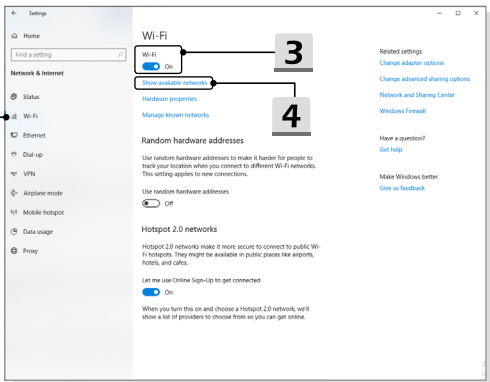 Settings
Home
Find a setting
Network & Internet
Status
Wi-Fi
Ethernet
Dial-up
VPN
Airplane mode
Mobile hotspot
Data usage
Proxy
Wi-Fi
Wi-Fi
On
3
Show available networks
4
Hardware properties
Manage known networks
Random hardware addresses
Use random hardware addresses to make it harder for people to
track your location when you connect to different Wi-Fi networks.
This setting applies to new connections.
Use random hardware addresses
Off
Hotspot 2.0 networks
Hotspot 2.0 networks make it more secure to connect to public Wi-
Fi hotspots. They might be available in public places like airports,
hotels, and cafes.
Let me use Online Sign-Up to get connected
On
When you turn this on and choose a Hotspot 2.0 network, we'll
show a list of providers to choose from so you can get online.
Related settings
Change adapter options
Change advanced sharing options
Network and Sharing Center
Windows Firewall
Have a question?
Get help
Make Windows better
Give us feedback